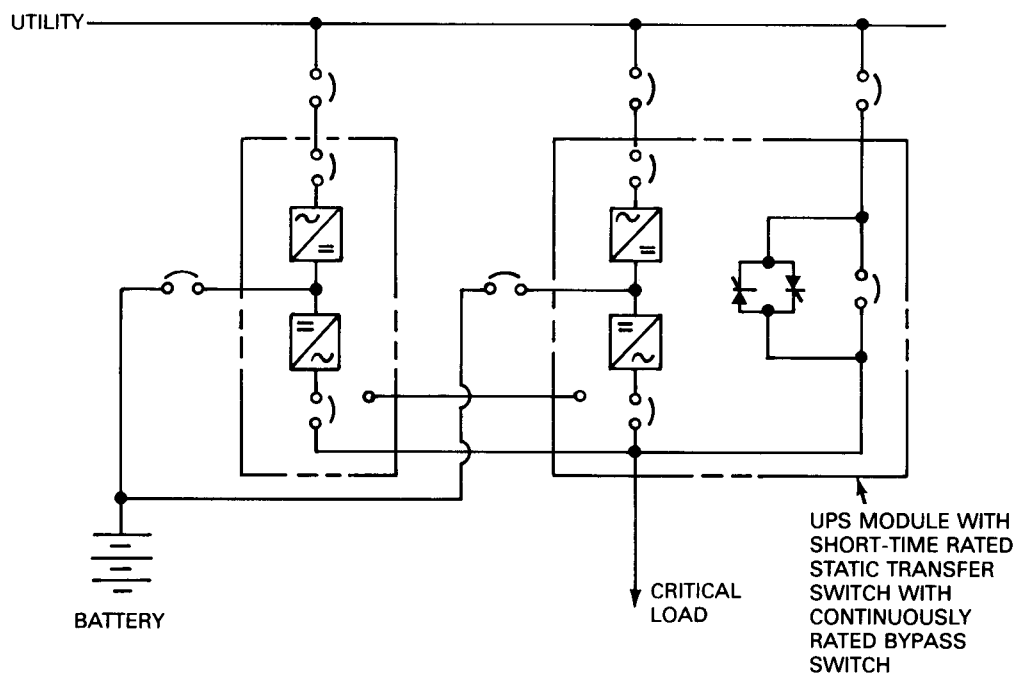 UTILITY
BATTERY
CRITICAL
LOAD
UPS MODULE WITH
SHORT-TIME RATED
STATIC TRANSFER
SWITCH WITH
CONTINUOUSLY
RATED BYPASS
SWITCH